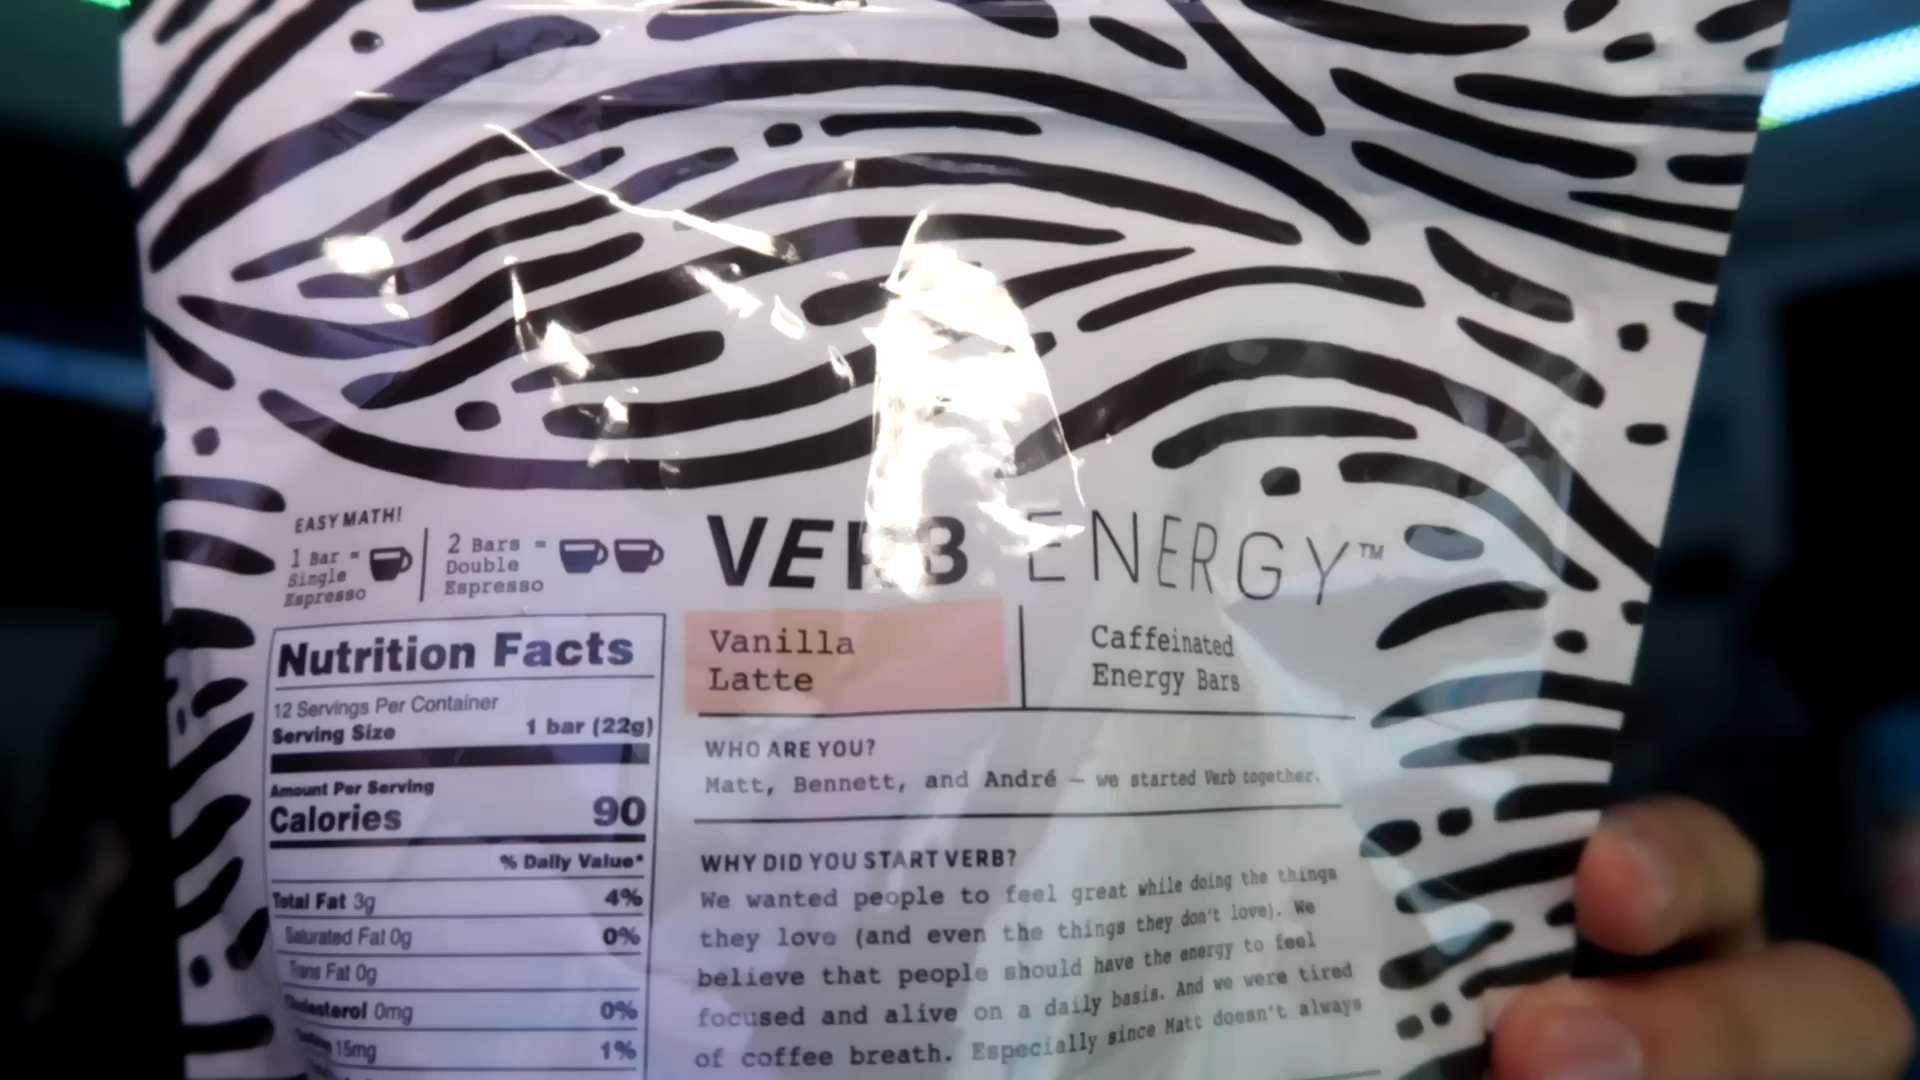 EASY MATH!
1 Bar =
Single
Espresso
2 Bars =
Double
Espresso
VERB ENERGY™
Vanilla
Latte
Caffeinated
Energy Bars
Nutrition Facts
12 Servings Per Container
Serving Size 1 bar (22g)
Amount Per Serving
Calories 90
% Daily Value*
Total Fat 3g 4%
Saturated Fat 0g 0%
Trans Fat 0g
Cholesterol 0mg 0%
15mg 1%
WHO ARE YOU?
Matt, Bennett, and André — we started Verb together.
WHY DID YOU START VERB?
We wanted people to feel great while doing the things
they love (and even the things they don't love). We
believe that people should have the energy to feel
focused and alive on a daily basis. And we were tired
of coffee breath. Especially since Matt doesn't always